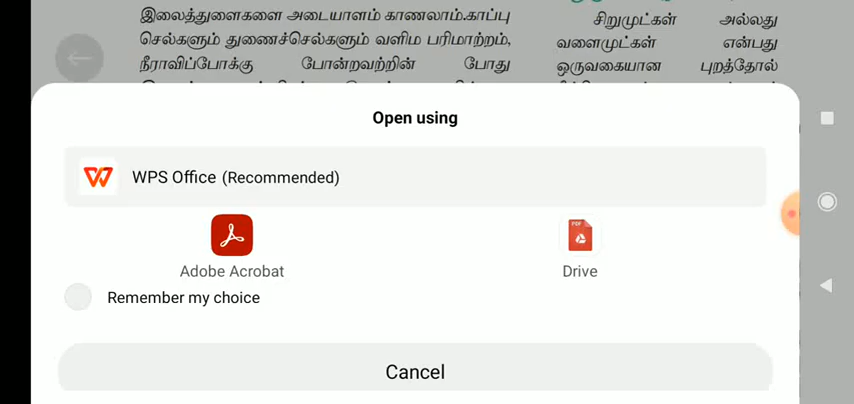 இலைத்துளைகளை அடையாளம் காணலாம்.காப்பு
செல்களும் துணைச்செல்களும் வளிம பரிமாற்றம்,
நீராவிப்போக்கு போன்றவற்றின் போது
சிறுமுட்கள் அல்லது
வளைமுட்கள் என்பது
ஒருவகையான புறத்தோல்
Open using
WPS Office (Recommended)
PDF
Adobe Acrobat
Drive
Remember my choice
Cancel